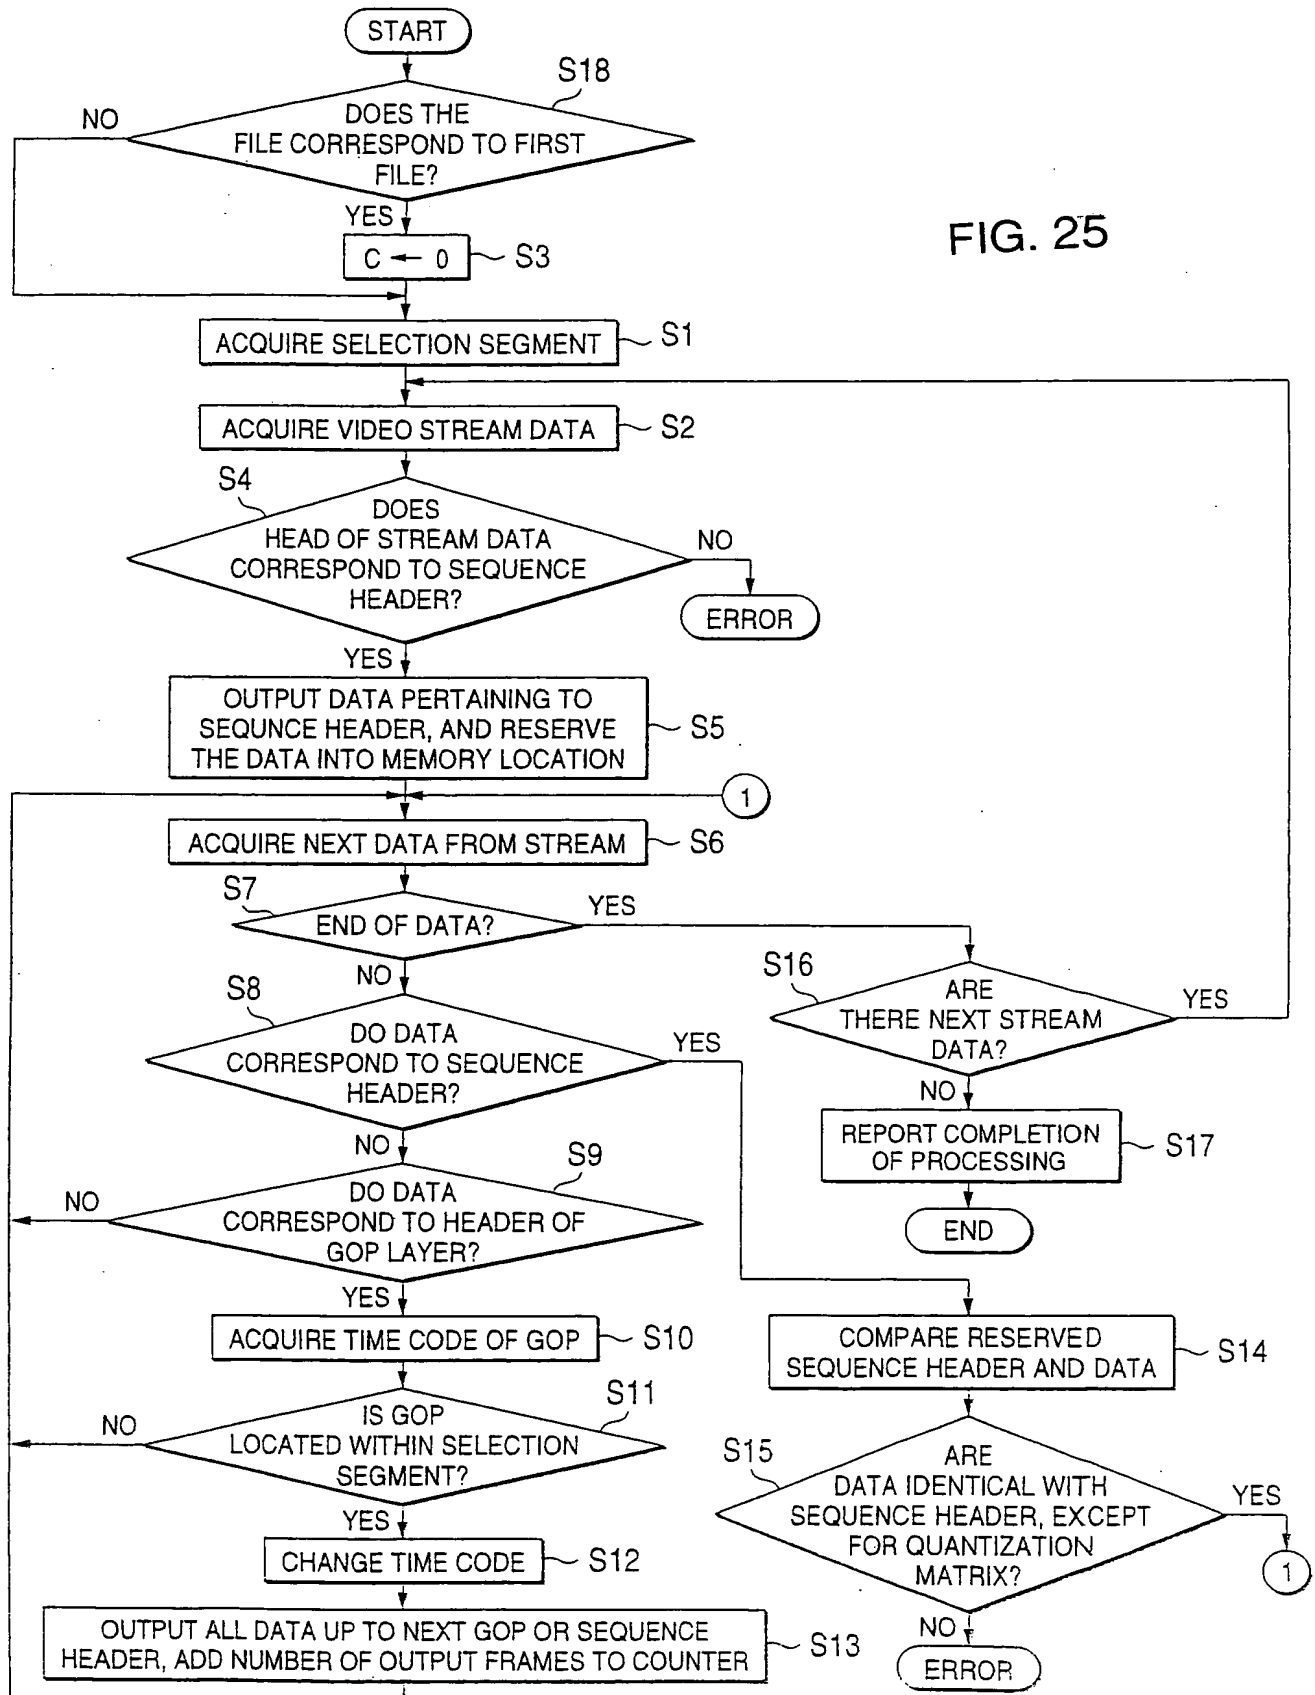 START
S18
NO
DOES THE
FILE CORRESPOND TO FIRST
FILE?
YES
FIG. 25
C ← 0
S3
ACQUIRE SELECTION SEGMENT
S1
ACQUIRE VIDEO STREAM DATA
S2
S4
DOES
HEAD OF STREAM DATA
CORRESPOND TO SEQUENCE
HEADER?
NO
ERROR
YES
OUTPUT DATA PERTAINING TO
SEQUNCE HEADER, AND RESERVE
THE DATA INTO MEMORY LOCATION
S5
1
ACQUIRE NEXT DATA FROM STREAM
S6
S7
END OF DATA?
YES
NO
S16
ARE
THERE NEXT STREAM
DATA?
YES
S8
DO DATA
CORRESPOND TO SEQUENCE
HEADER?
YES
NO
NO
REPORT COMPLETION
OF PROCESSING
S17
END
S9
DO DATA
CORRESPOND TO HEADER OF
GOP LAYER?
NO
YES
ACQUIRE TIME CODE OF GOP
S10
COMPARE RESERVED
SEQUENCE HEADER AND DATA
S14
S11
IS GOP
LOCATED WITHIN SELECTION
SEGMENT?
NO
YES
S15
ARE
DATA IDENTICAL WITH
SEQUENCE HEADER, EXCEPT
FOR QUANTIZATION
MATRIX?
YES
1
CHANGE TIME CODE
S12
OUTPUT ALL DATA UP TO NEXT GOP OR SEQUENCE
HEADER, ADD NUMBER OF OUTPUT FRAMES TO COUNTER
S13
NO
ERROR